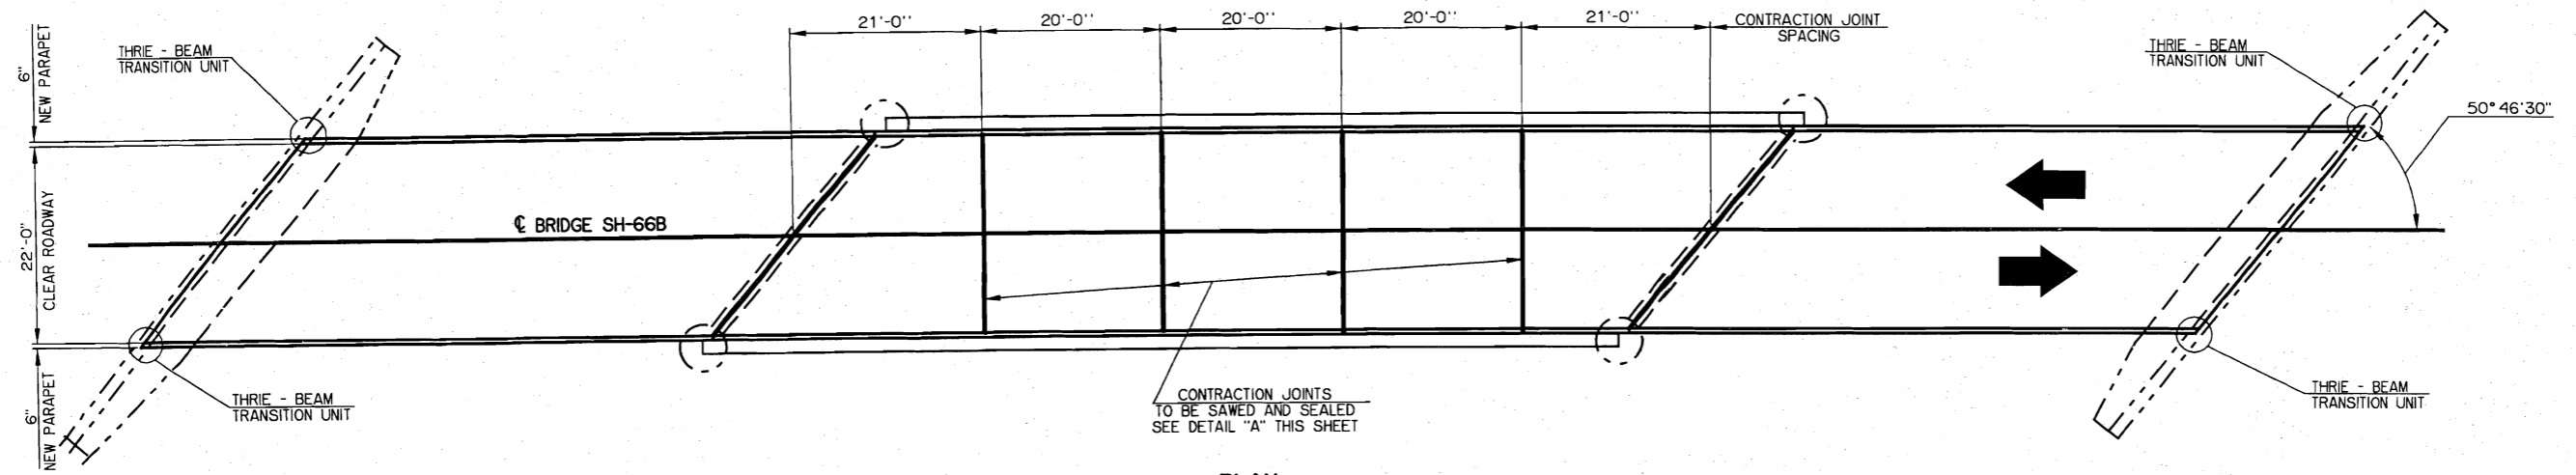 21'-0"
20'-0"
20'-0"
20'-0"
21'-0"
CONTRACTION JOINT
SPACING
THRIE - BEAM
TRANSITION UNIT
THRIE - BEAM
TRANSITION UNIT
6"
NEW PARAPET
50° 46'30"
22'-0"
CLEAR ROADWAY
℄ BRIDGE SH-66B
6"
NEW PARAPET
THRIE - BEAM
TRANSITION UNIT
CONTRACTION JOINTS
TO BE SAWED AND SEALED
SEE DETAIL "A" THIS SHEET
THRIE - BEAM
TRANSITION UNIT